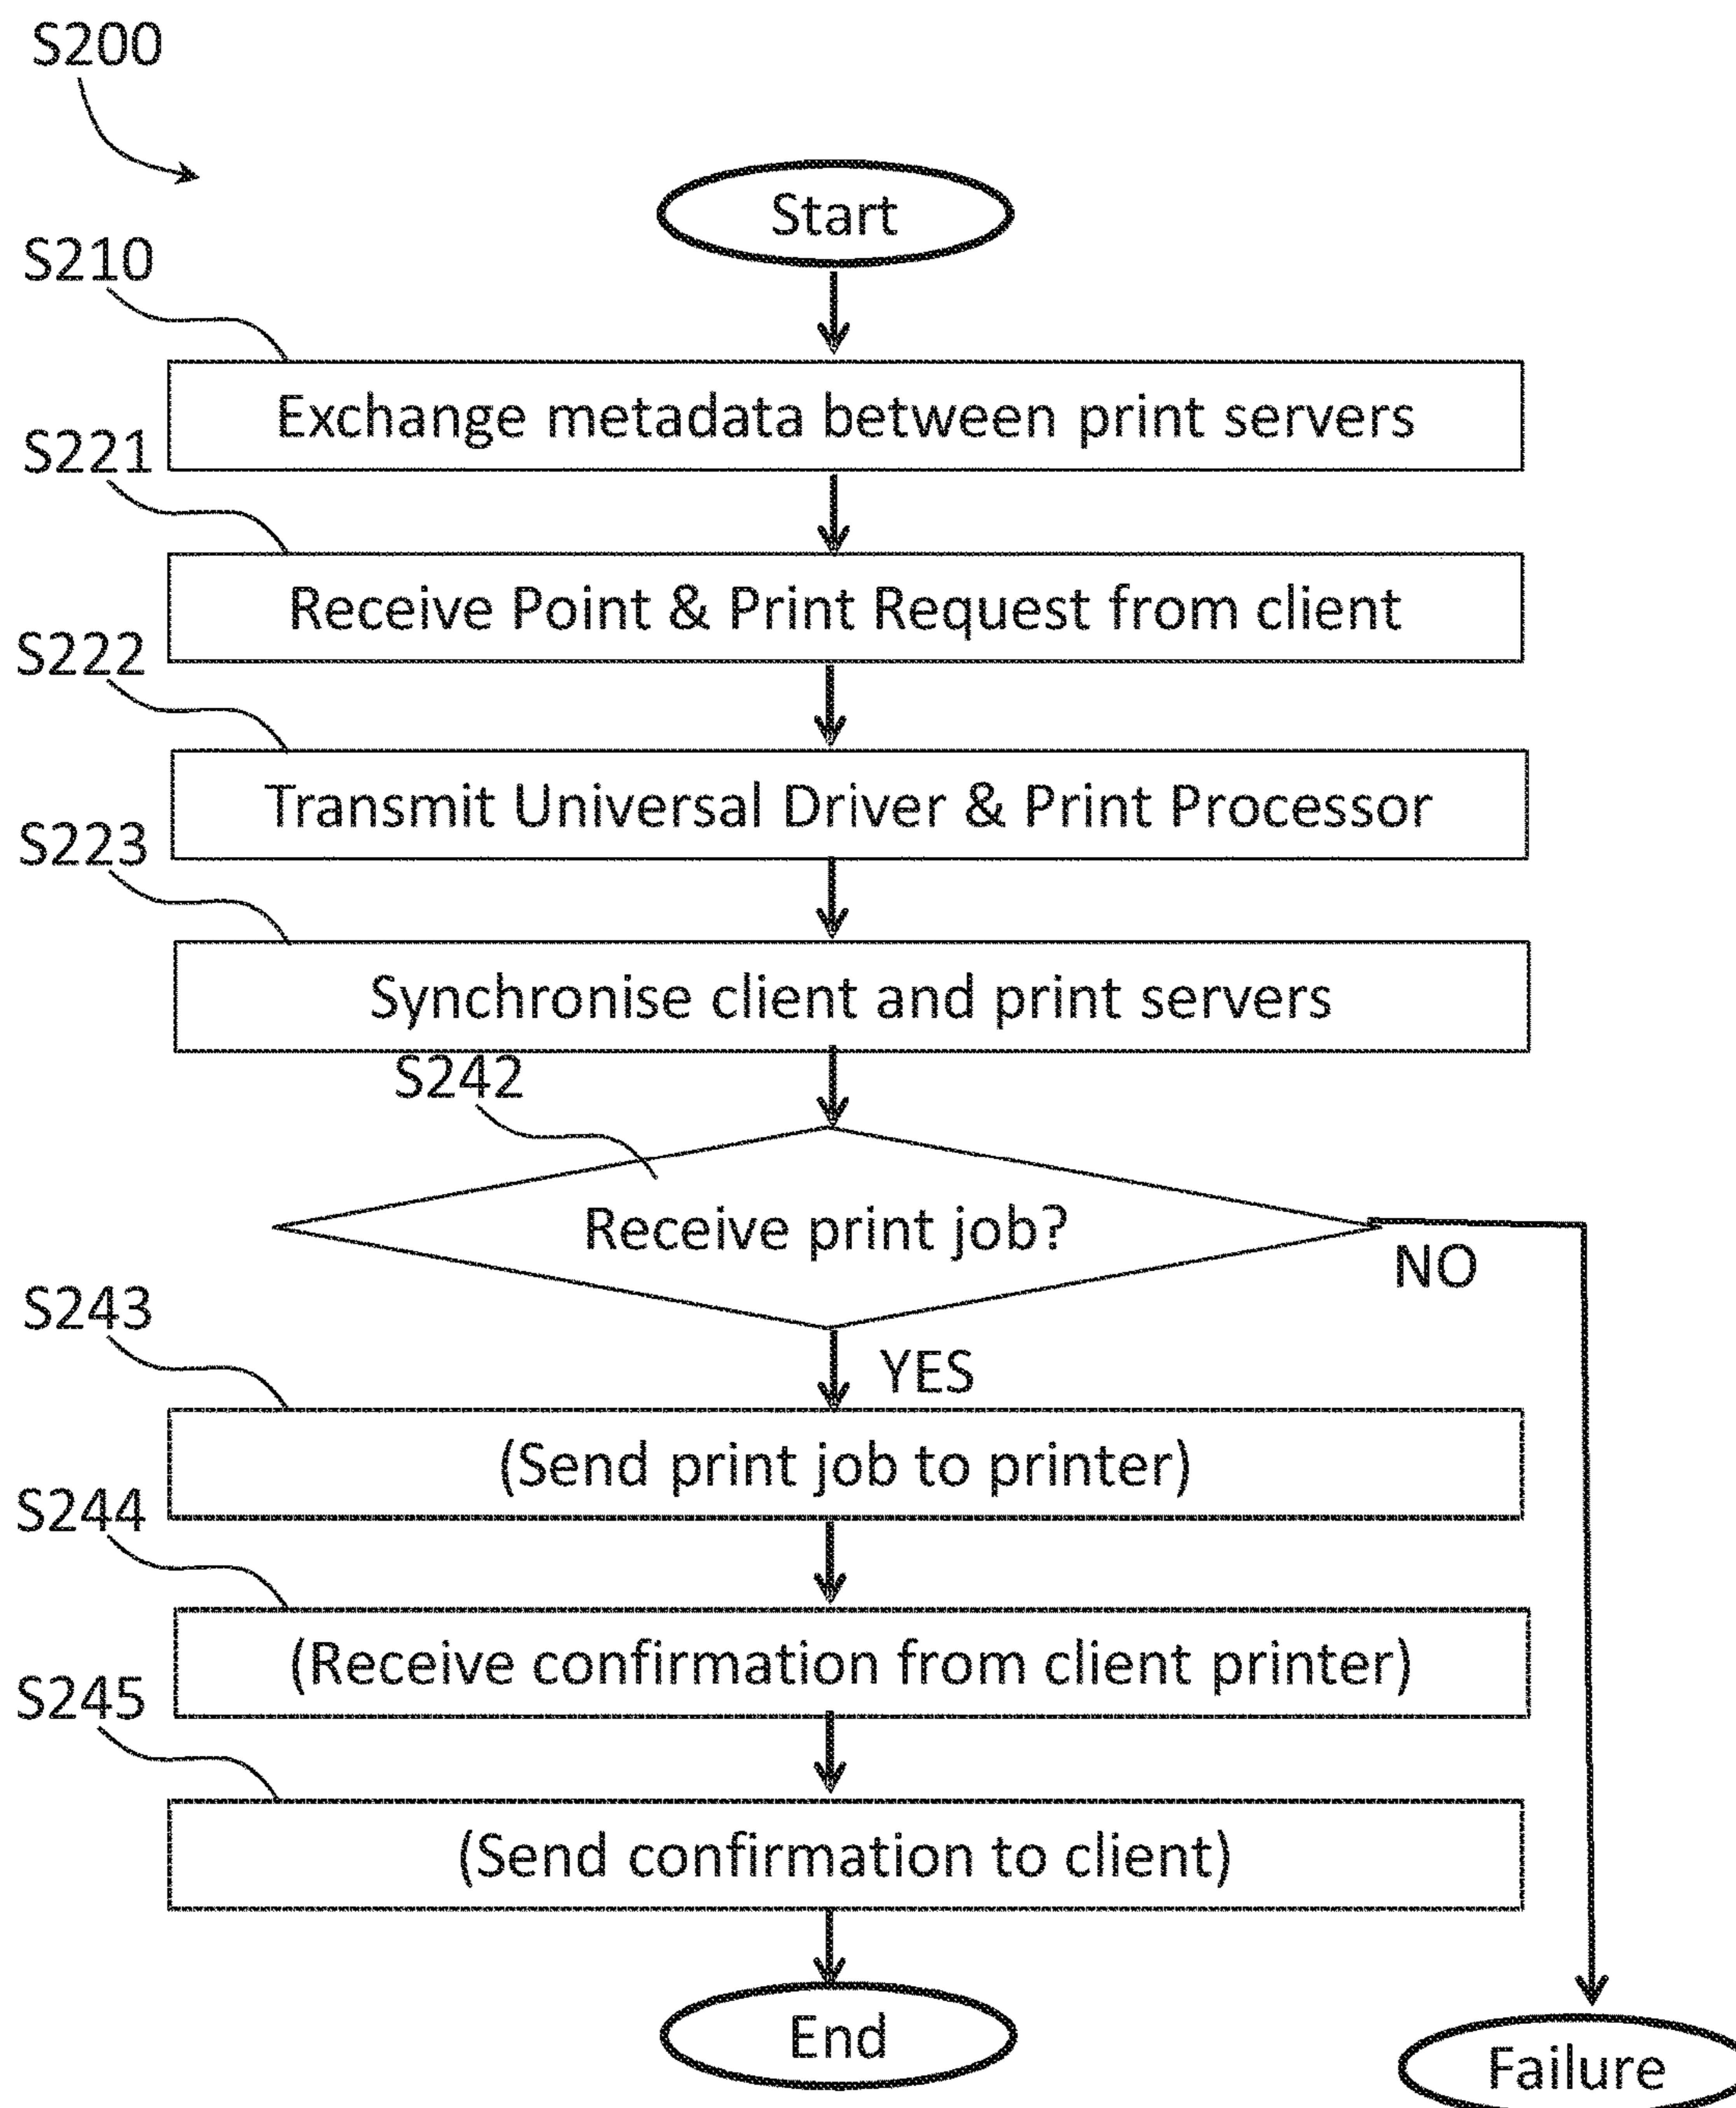 S200
Start
S210
Exchange metadata between print servers
S221
Receive Point & Print Request from client
S222
Transmit Universal Driver & Print Processor
S223
Synchronise client and print servers
S242
Receive print job?
NO
S243
YES
(Send print job to printer)
S244
(Receive confirmation from client printer)
S245
(Send confirmation to client)
End
Failure